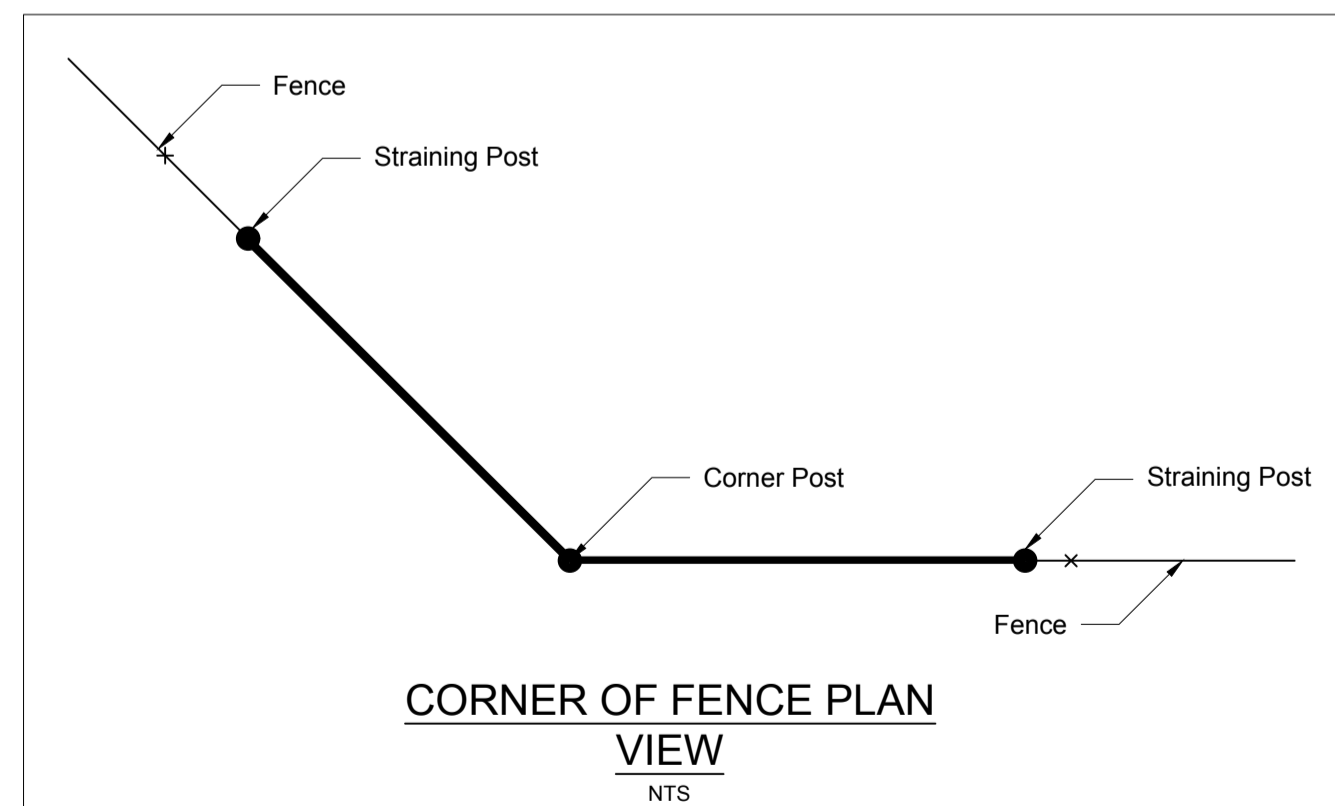 Fence
Straining Post
Corner Post
Straining Post
Fence
CORNER OF FENCE PLAN
VIEW
NTS